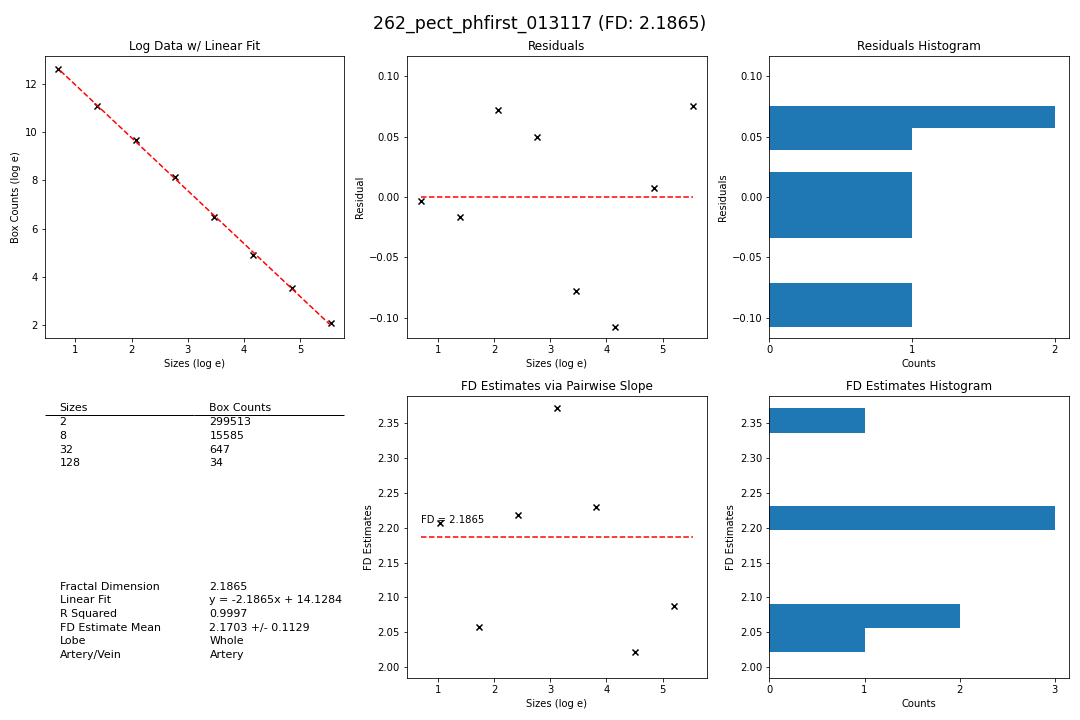 262_pect_phfirst_013117 (FD: 2.1865)
Log Data w/ Linear Fit
Box Counts (log e)
12
10
8
6
4
2
1 2 3 4 5
Sizes (log e)
Residuals
Residual
0.10
0.05
0.00
−0.05
−0.10
1 2 3 4 5
Sizes (log e)
Residuals Histogram
Residuals
0.10
0.05
0.00
−0.05
−0.10
0 1 2
Counts
Sizes Box Counts
2 299513
8 15585
32 647
128 34
Fractal Dimension 2.1865
Linear Fit y = -2.1865x + 14.1284
R Squared 0.9997
FD Estimate Mean 2.1703 +/- 0.1129
Lobe Whole
Artery/Vein Artery
FD Estimates via Pairwise Slope
FD Estimates
2.35
2.30
2.25
2.20
2.15
2.10
2.05
2.00
FD = 2.1865
1 2 3 4 5
Sizes (log e)
FD Estimates Histogram
FD Estimates
2.35
2.30
2.25
2.20
2.15
2.10
2.05
2.00
0 1 2 3
Counts